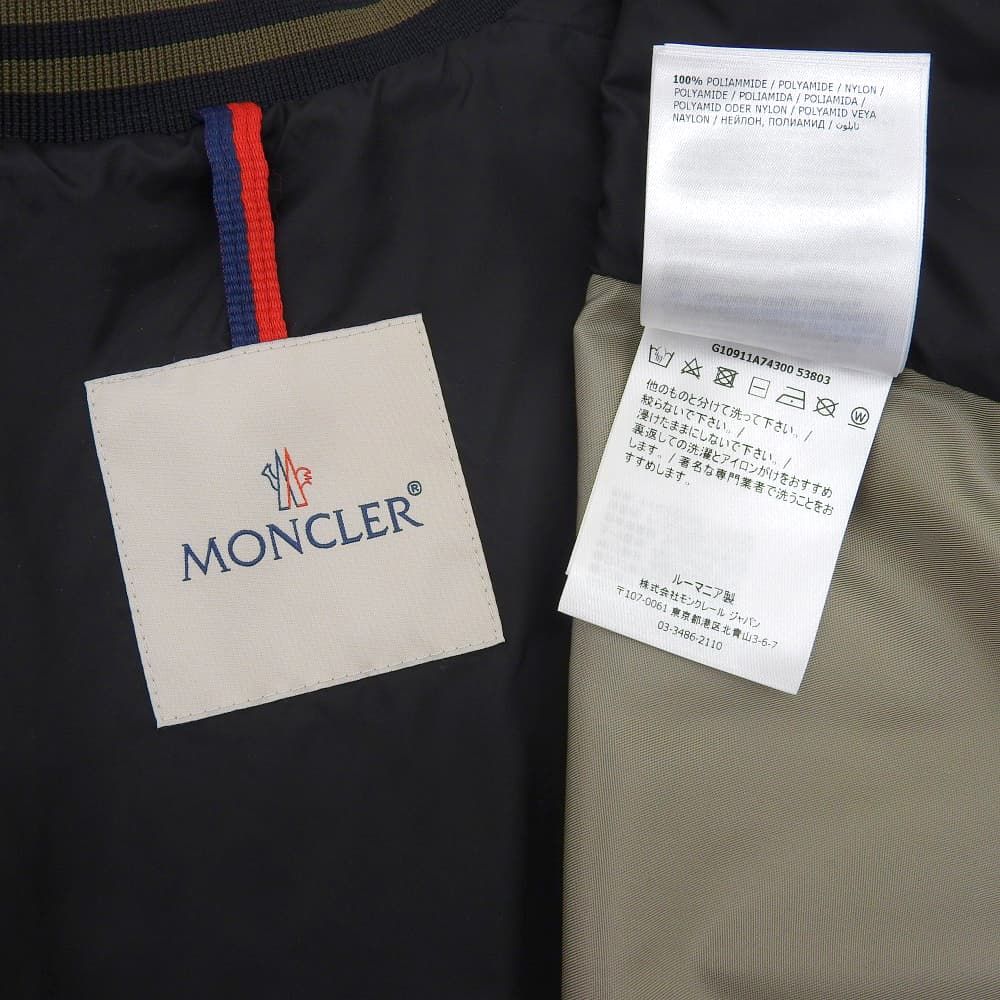 MONCLER®
100% POLIAMMIDE / POLYAMIDE / NYLON /
POLYAMIDE / POLIAMIDA / POLIAMIDA /
POLYAMID ODER NYLON / POLYAMID VEYA
NAYLON / НЕЙЛОН, ПОЛИАМИД / نايلون
G10911A74300 53803
W
他のものと分けて洗って下さい。/
絞らないで下さい。/
浸けたままにしないで下さい。/
裏返しての洗濯とアイロンがけをおすすめ
します。/ 著名な専門業者で洗うことをお
すすめします。
ルーマニア製
株式会社モンクレール ジャパン
〒107-0061 東京都港区北青山3-6-7
03-3486-2110